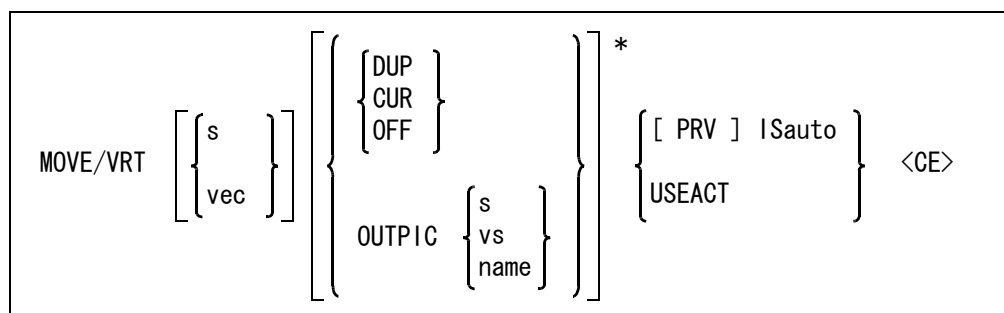 MOVE/VRT [ { s
vec } ] [ { { DUP
CUR
OFF }
OUTPIC { s
vs
name } } ] *
{ [ PRV ] ISauto
USEACT } <CE>